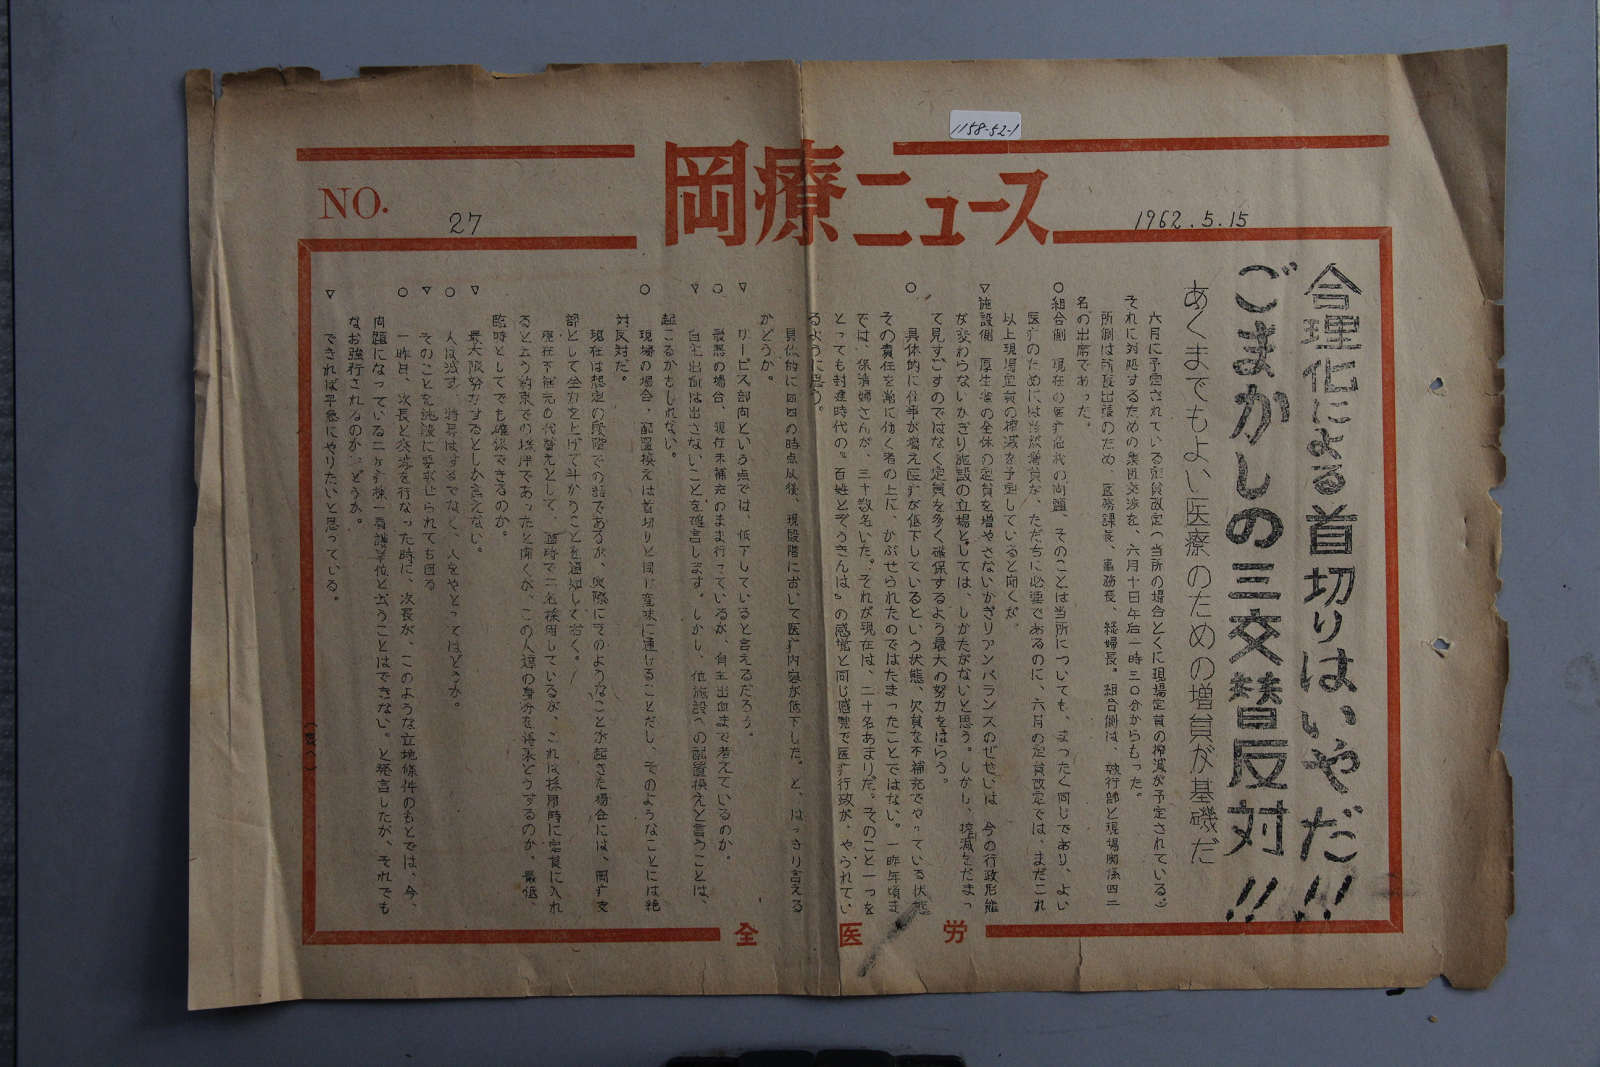 1158-52-1
岡療ニュース
NO. 27
1962.5.15
合理化による首切りはいやだ!!
ごまかしの三交替反対!!
あくまでもよい医療のための増員が基礎だ
六月に予定されている定員改定(当所の場合とくに現場定員の削減が予定されている。)
それに対処するための集団交渉を、六月十日午后一時三〇分からもった。
所側は所長出張のため、医務課長、事務長、総婦長。組合側は、執行部と現場関係四二
名の出席であった。
○組合側 現在の医疗危机の問題、そのことは当所についても、まったく同じであり、よい
医疗のためには当然増員が、ただちに必要であるのに、六月の定員改定では、まだこれ
以上現場定員の削減を予定していると聞くが。
▽施設側 厚生省の全体の定員を増やさないかぎりアンバランスのぜせいは 今の行政形態
が変わらないかぎり施設の立場としては、しかたがないと思う。しかし、削減をだまっ
て見すごすのではなく定員を多く確保するよう最大の努力をはらう。
○ 具体的に仕事が増え医疗が低下しているという状態、欠員を不補充でやっている状態
その責任を常に仂く者の上に、かぶせられたのではたまったことではない。一昨年頃ま
では、保清婦さんが、三十数名いた。それが現在は、二十名あまりだ。そのこと一つを
とっても封建時代の〝百姓とぞうきんは〟の感覚と同じ感覚で医疗行政が、やられてい
るように思う。
具体的に四四の時点以後、現段階において医疗内容が低下した。と、はっきり言える
かどうか。
▽ サービス部向という点では、低下していると言えるだろう。
○ 最悪の場合、現在未補充のまま行っているが、自主出血まで考えているのか。
▽ 自主出血は出さないことを確言します。しかし、他施設への配置換えと言うことは、
起こるかもしれない。
○ 現場の場合・配置換えは首切りと同じ意味に通じることだし、そのようなことには絶
対反対だ。
現在は想定の段階での話であるが、実際にそのようなことが起きた場合には、岡疗支
部として全力を上げて斗かうことを通知しておく。
現在下宿元の代替えとして、臨時で二名採用しているが、これは採用時に定員に入れ
ると云う約束での採用であったと聞くが、この人達の身分を将来どうするのか、最低、
臨時としてでも確保できるのか。
▽ 最大限努力するとしか言えない。
○ 人は減す、特昇はするでなく、人をやとってはどうか。
▽ そのことを施設に要求せられても困る
○ 一昨日、次長と交渉を行なった時に、次長が、このような立地条件のもとでは、今、
問題になっている二ヶ病棟一看護単位と云うことはできない。と発言したが、それでも
なお強行されるのか、どうか。
▽ できれば早急にやりたいと思っている。
(裏へ)
全医労